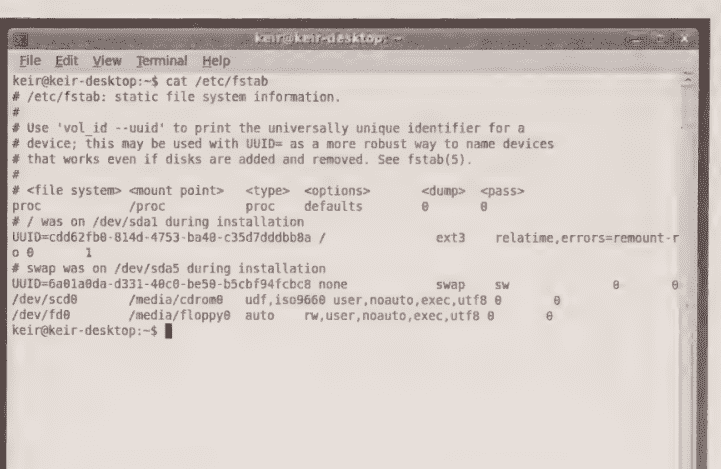 keir@keir-desktop: ~
File Edit View Terminal Help
keir@keir-desktop:~$ cat /etc/fstab
# /etc/fstab: static file system information.
#
# Use 'vol_id --uuid' to print the universally unique identifier for a
# device; this may be used with UUID= as a more robust way to name devices
# that works even if disks are added and removed. See fstab(5).
#
# <file system> <mount point>   <type>  <options>       <dump>  <pass>
proc            /proc           proc    defaults        0       0
# / was on /dev/sda1 during installation
UUID=cdd62fb0-814d-4753-ba40-c35d7dddbb8a /               ext3    relatime,errors=remount-r
o 0       1
# swap was on /dev/sda5 during installation
UUID=6a01a0da-d331-40c0-be50-b5cbf94fcbc8 none            swap    sw              0       0
/dev/scd0       /media/cdrom0   udf,iso9660 user,noauto,exec,utf8 0       0
/dev/fd0        /media/floppy0  auto    rw,user,noauto,exec,utf8 0       0
keir@keir-desktop:~$